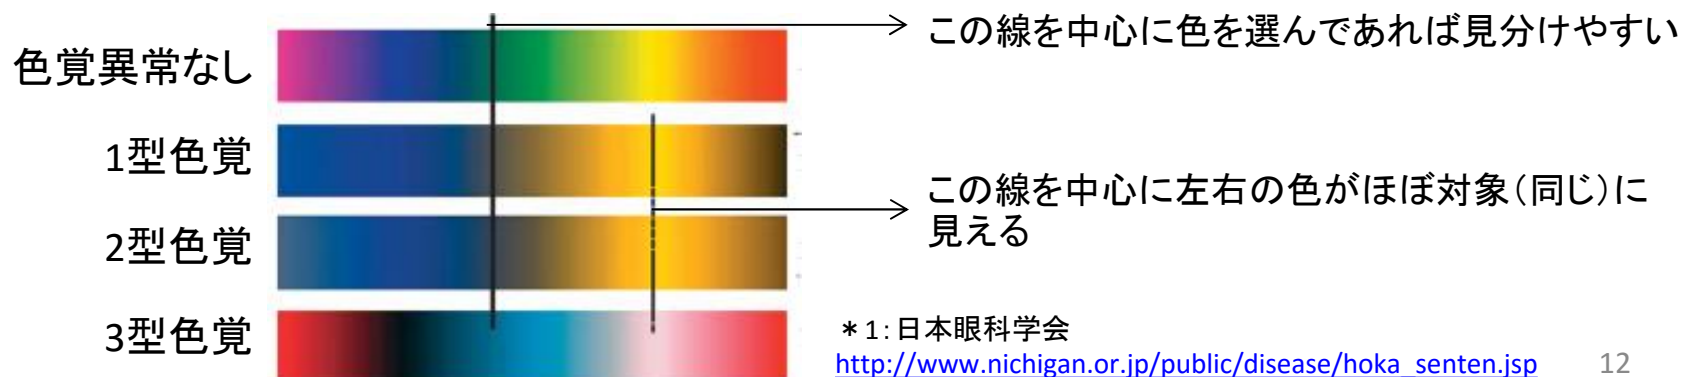 色覚異常なし
この線を中心に色を選んであれば見分けやすい
1型色覚
この線を中心に左右の色がほぼ対象(同じ)に
見える
2型色覚
3型色覚
*1:日本眼科学会
http://www.nichigan.or.jp/public/disease/hoka_senten.jsp
12